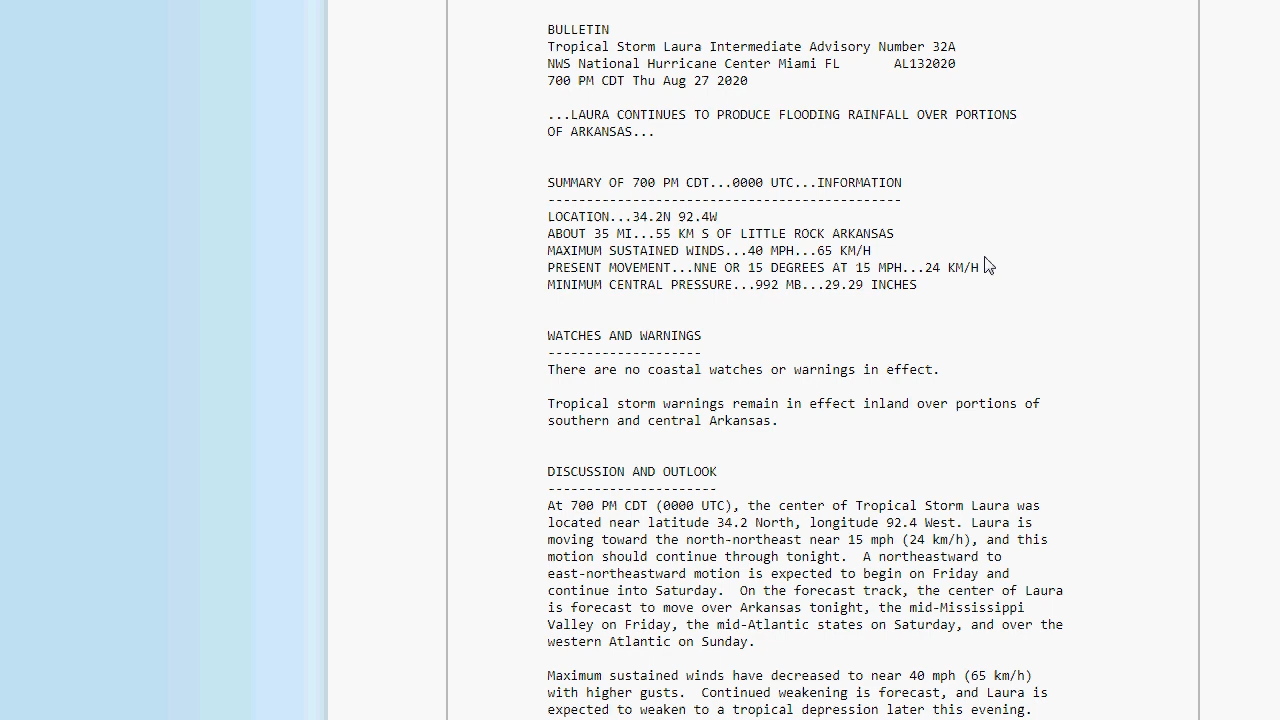 BULLETIN
Tropical Storm Laura Intermediate Advisory Number 32A
NWS National Hurricane Center Miami FL       AL132020
700 PM CDT Thu Aug 27 2020
...LAURA CONTINUES TO PRODUCE FLOODING RAINFALL OVER PORTIONS
OF ARKANSAS...
SUMMARY OF 700 PM CDT...0000 UTC...INFORMATION
----------------------------------------------
LOCATION...34.2N 92.4W
ABOUT 35 MI...55 KM S OF LITTLE ROCK ARKANSAS
MAXIMUM SUSTAINED WINDS...40 MPH...65 KM/H
PRESENT MOVEMENT...NNE OR 15 DEGREES AT 15 MPH...24 KM/H
MINIMUM CENTRAL PRESSURE...992 MB...29.29 INCHES
WATCHES AND WARNINGS
--------------------
There are no coastal watches or warnings in effect.
Tropical storm warnings remain in effect inland over portions of
southern and central Arkansas.
DISCUSSION AND OUTLOOK
----------------------
At 700 PM CDT (0000 UTC), the center of Tropical Storm Laura was
located near latitude 34.2 North, longitude 92.4 West. Laura is
moving toward the north-northeast near 15 mph (24 km/h), and this
motion should continue through tonight.  A northeastward to
east-northeastward motion is expected to begin on Friday and
continue into Saturday.  On the forecast track, the center of Laura
is forecast to move over Arkansas tonight, the mid-Mississippi
Valley on Friday, the mid-Atlantic states on Saturday, and over the
western Atlantic on Sunday.
Maximum sustained winds have decreased to near 40 mph (65 km/h)
with higher gusts.  Continued weakening is forecast, and Laura is
expected to weaken to a tropical depression later this evening.